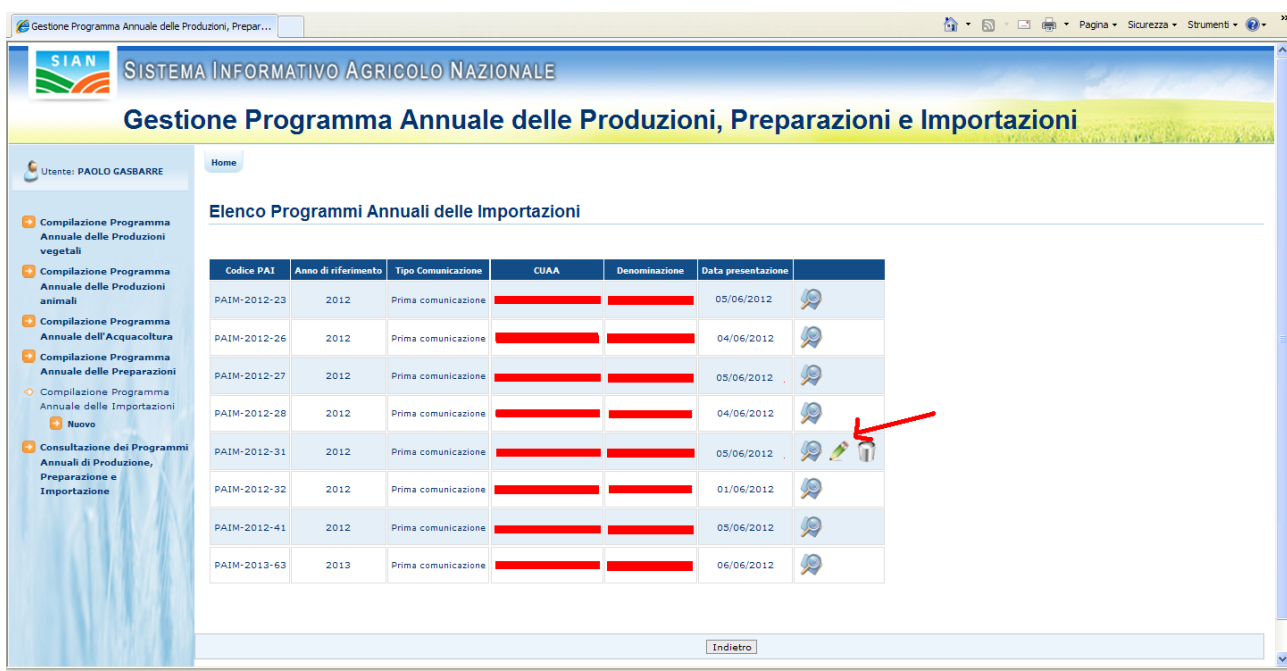 Gestione Programma Annuale delle Produzioni, Prepar...
Pagina
Sicurezza
Strumenti
»
SIAN
SISTEMA INFORMATIVO AGRICOLO NAZIONALE
Gestione Programma Annuale delle Produzioni, Preparazioni e Importazioni
Utente: PAOLO GASBARRE
Home
Compilazione Programma
Annuale delle Produzioni
vegetali
Compilazione Programma
Annuale delle Produzioni
animali
Compilazione Programma
Annuale dell'Acquacoltura
Compilazione Programma
Annuale delle Preparazioni
Compilazione Programma
Annuale delle Importazioni
Nuovo
Consultazione dei Programmi
Annuali di Produzione,
Preparazione e
Importazione
Elenco Programmi Annuali delle Importazioni
Codice PAI Anno di riferimento Tipo Comunicazione CUAA Denominazione Data presentazione
PAIM-2012-23 2012 Prima comunicazione 05/06/2012
PAIM-2012-26 2012 Prima comunicazione 04/06/2012
PAIM-2012-27 2012 Prima comunicazione 05/06/2012
PAIM-2012-28 2012 Prima comunicazione 04/06/2012
PAIM-2012-31 2012 Prima comunicazione 05/06/2012
PAIM-2012-32 2012 Prima comunicazione 01/06/2012
PAIM-2012-41 2012 Prima comunicazione 05/06/2012
PAIM-2013-63 2013 Prima comunicazione 06/06/2012
Indietro